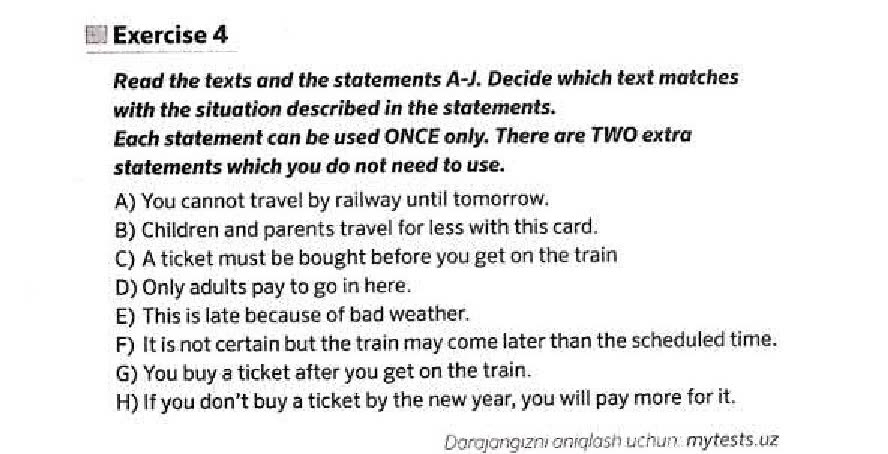 Exercise 4
Read the texts and the statements A-J. Decide which text matches
with the situation described in the statements.
Each statement can be used ONCE only. There are TWO extra
statements which you do not need to use.
A) You cannot travel by railway until tomorrow.
B) Children and parents travel for less with this card.
C) A ticket must be bought before you get on the train
D) Only adults pay to go in here.
E) This is late because of bad weather.
F) It is not certain but the train may come later than the scheduled time.
G) You buy a ticket after you get on the train.
H) If you don't buy a ticket by the new year, you will pay more for it.
Darajangizni aniqlash uchun: mytests.uz